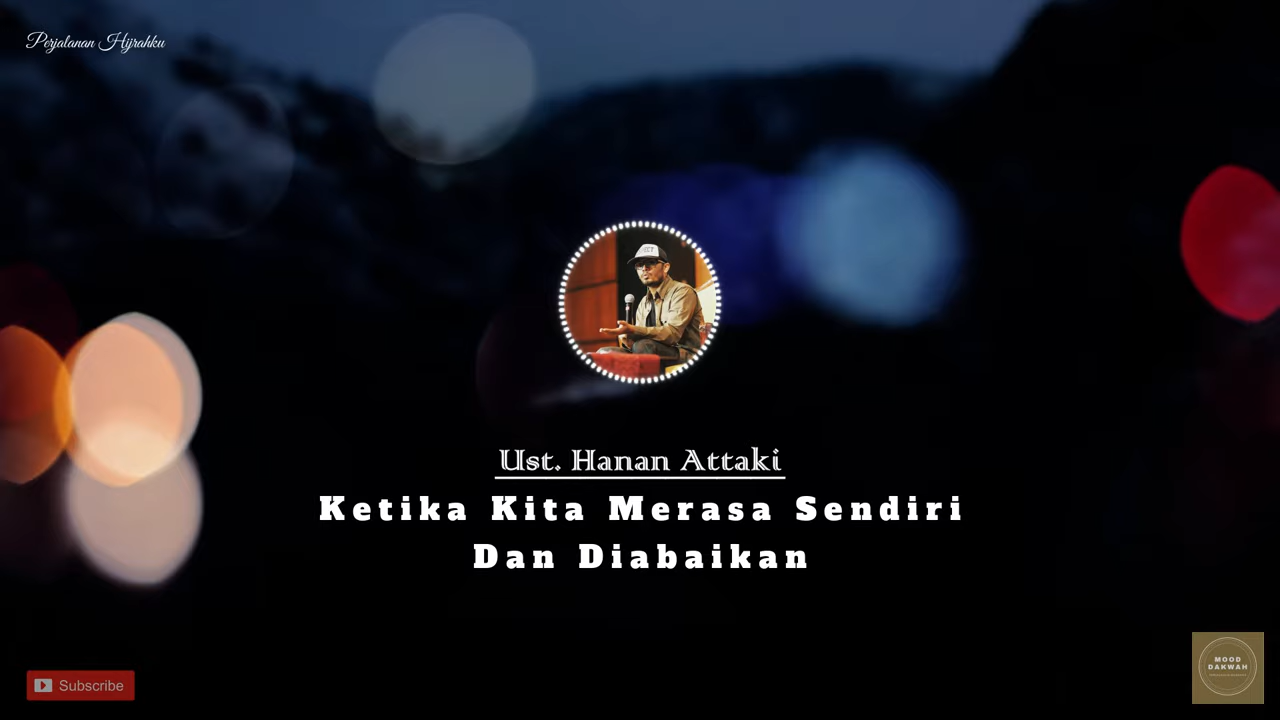 Perjalanan Hijrahku
Ust. Hanan Attaki
Ketika Kita Merasa Sendiri
Dan Diabaikan
Subscribe
MOOD
DAKWAH